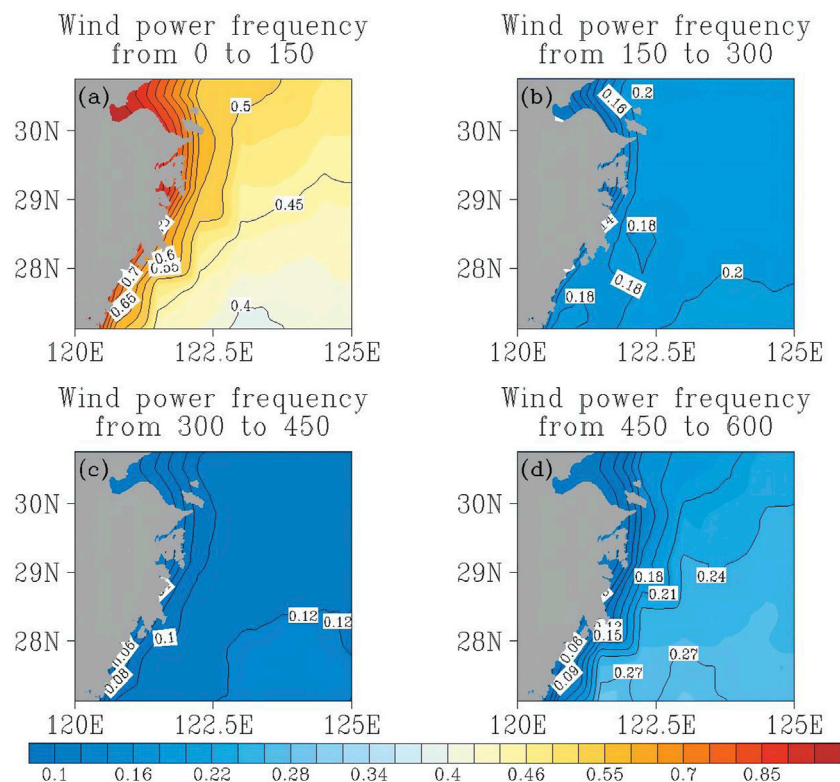 Wind power frequency
from 0 to 150
(a)
0.5
0.45
0.6
0.55
0.7
0.65
0.4
30N
29N
28N
120E 122.5E 125E
Wind power frequency
from 150 to 300
(b)
0.2
0.16
0.18
0.18
0.18
0.2
30N
29N
28N
120E 122.5E 125E
Wind power frequency
from 300 to 450
(c)
0.12
0.12
0.1
0.06
0.08
30N
29N
28N
120E 122.5E 125E
Wind power frequency
from 450 to 600
(d)
0.18
0.24
0.21
0.12
0.15
0.06
0.09
0.27
0.27
30N
29N
28N
120E 122.5E 125E
0.1 0.16 0.22 0.28 0.34 0.4 0.46 0.55 0.7 0.85